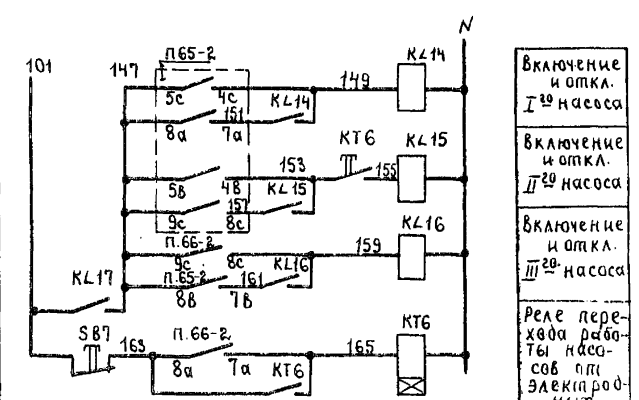 N
101
147
П65-2
KL14
149
5с
4с
151
KL14
8а
7а
KT6
KL15
153
155
5в
4в
157
KL15
9с
8с
П.66-2
KL16
159
9с
8с
KL17
П.65-2
161
KL16
8в
7в
SB7
163
П.66-2
165
KT6
8а
7а
KT6
Включение
и откл.
I го насоса
Включение
и откл.
II го насоса
Включение
и откл.
III го насоса
Реле пере-
хода рабо-
ты насо-
сов от
электрод-